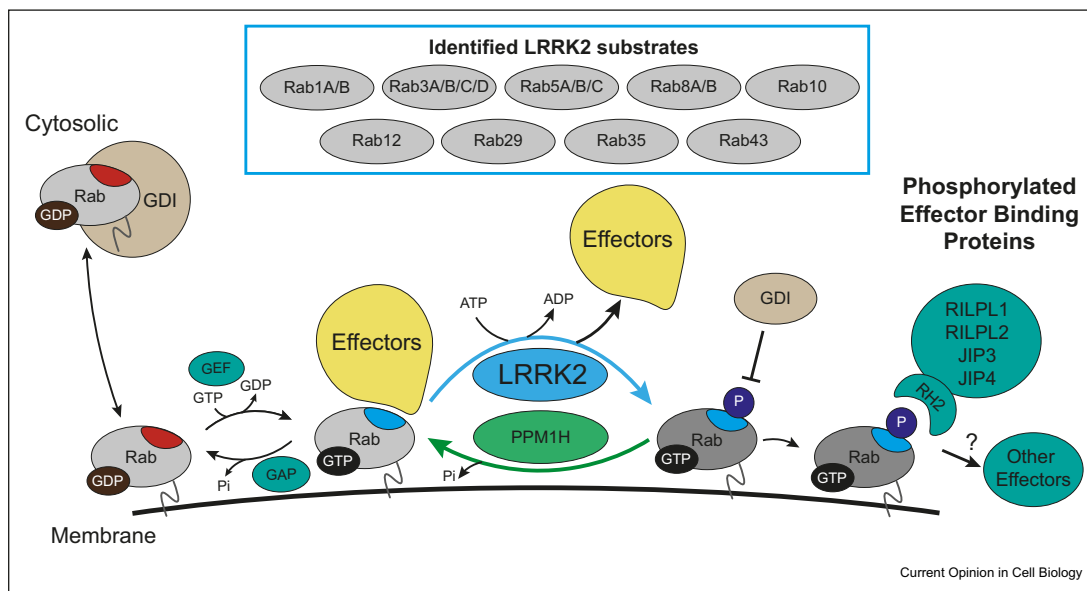 Identified LRRK2 substrates
Rab1A/B
Rab3A/B/C/D
Rab5A/B/C
Rab8A/B
Rab10
Rab12
Rab29
Rab35
Rab43
Cytosolic
Rab
GDI
GDP
Phosphorylated
Effector Binding
Proteins
Effectors
ATP
ADP
GDI
RILPL1
RILPL2
JIP3
JIP4
RH2
Effectors
LRRK2
GEF
GTP
GDP
P
P
PPM1H
Rab
GDP
Rab
GTP
Rab
GTP
Rab
GTP
Pi
GAP
Pi
?
Other
Effectors
Membrane
Current Opinion in Cell Biology